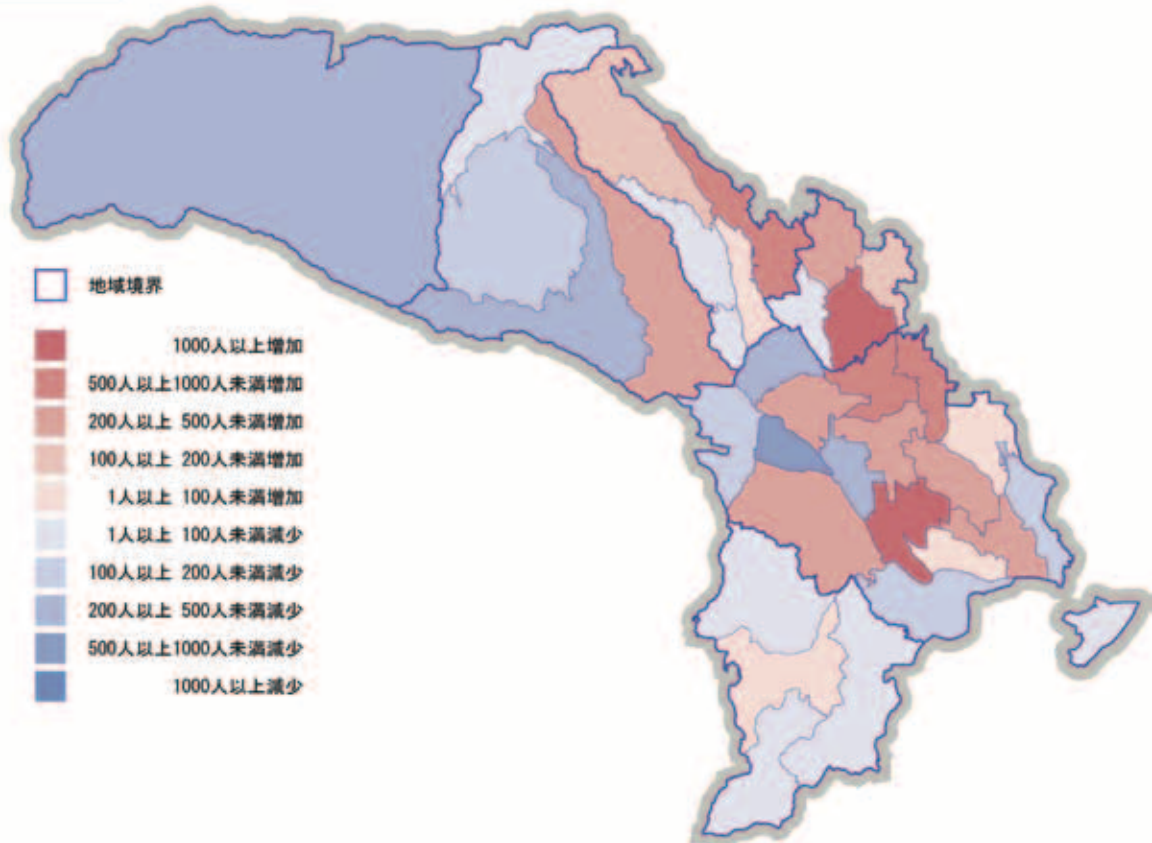 地域境界
1000人以上増加
500人以上1000人未満増加
200人以上 500人未満増加
100人以上 200人未満増加
1人以上 100人未満増加
1人以上 100人未満減少
100人以上 200人未満減少
200人以上 500人未満減少
500人以上1000人未満減少
1000人以上減少